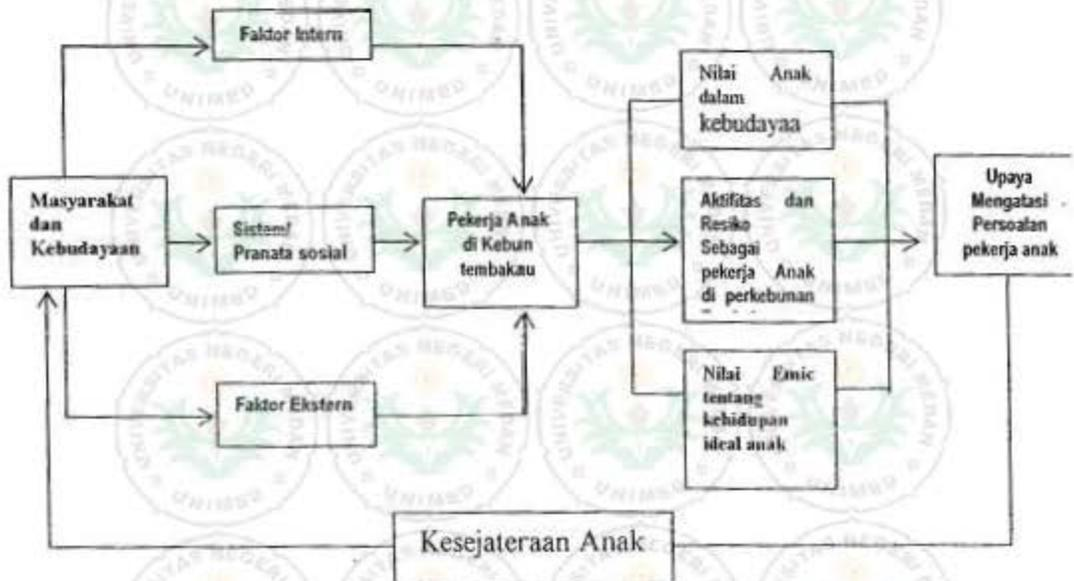 Faktor Intern
Masyarakat
dan
Kebudayaan
Sistem/
Pranata sosial
Faktor Ekstern
Pekerja Anak
di Kebun
tembakau
Nilai Anak
dalam
kebudayaa
Aktifitas dan
Resiko
Sebagai
pekerja Anak
di perkebunan
Nilai Emic
tentang
kehidupan
ideal anak
Upaya
Mengatasi
Persoalan
pekerja anak
Kesejateraan Anak